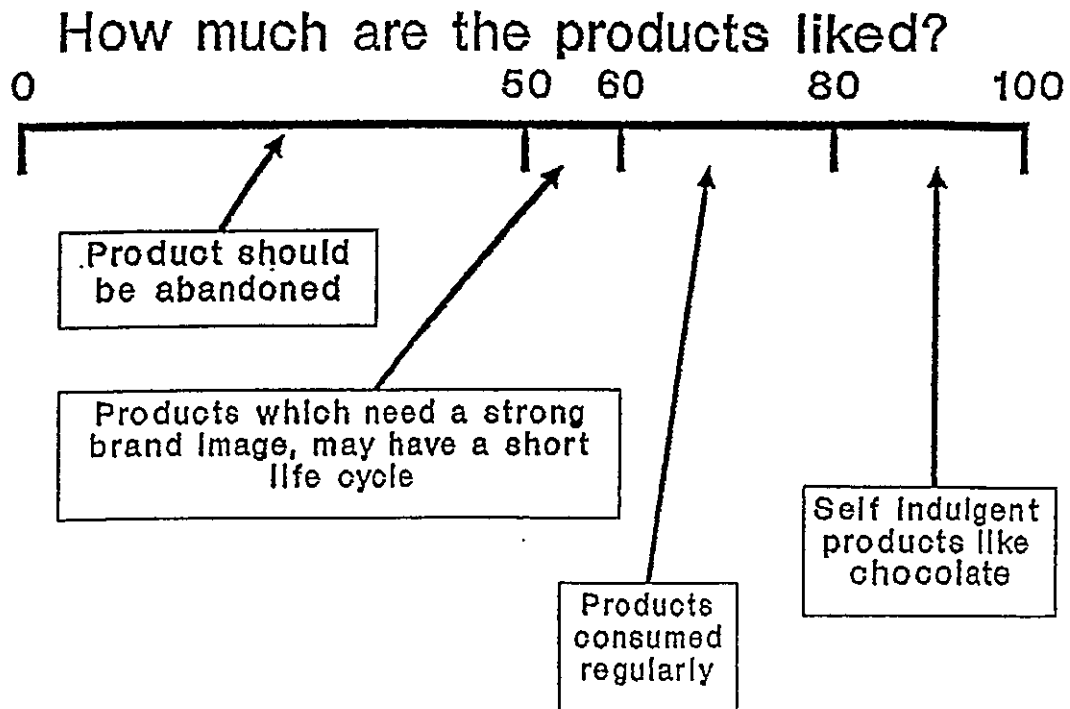 How much are the products liked?
0 50 60 80 100
Product should
be abandoned
Products which need a strong
brand image, may have a short
life cycle
Self indulgent
products like
chocolate
Products
consumed
regularly